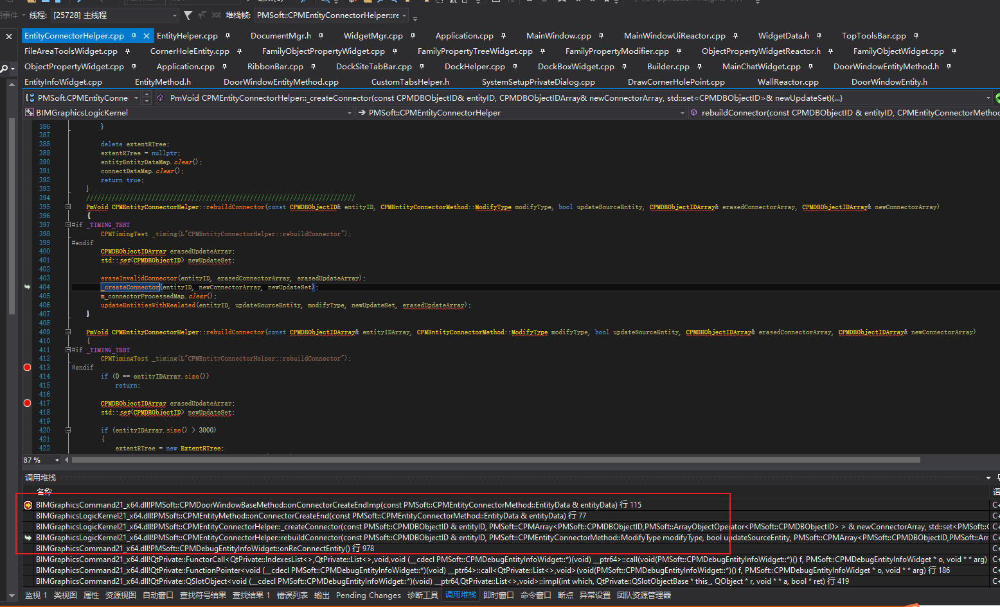 线程: [25728] 主线程 堆栈帧: PMSoft::CPMEntityConnectorHelper::re
EntityConnectorHelper.cpp EntityHelper.cpp DocumentMgr.h WidgetMgr.cpp Application.cpp MainWindow.cpp MainWindowUiReactor.cpp WidgetData.h TopToolsBar.cpp
FileAreaToolsWidget.cpp CornerHoleEntity.cpp FamilyObjectPropertyWidget.cpp FamilyPropertyTreeWidget.cpp FamilyPropertyModifier.cpp ObjectPropertyWidgetReactor.h FamilyObjectWidget.cpp
ObjectPropertyWidget.cpp Application.cpp RibbonBar.cpp DockSiteTabBar.cpp DockHelper.cpp DockBoxWidget.cpp Builder.cpp MainChatWidget.cpp DoorWindowEntityMethod.h
EntityInfoWidget.cpp EntityMethod.h DoorWindowEntityMethod.cpp CustomTabsHelper.h SystemSetupPrivateDialog.cpp DrawCornerHolePoint.cpp WallReactor.cpp DoorWindowEntity.h
PMSoft.CPMEntityConne PmVoid CPMEntityConnectorHelper::_createConnector(const CPMDBObjectID& entityID, CPMDBObjectIDArray& newConnectorArray, std::set<CPMDBObjectID>& newUpdateSet){...}
BIMGraphicsLogicKernel PMSoft::CPMEntityConnectorHelper rebuildConnector(const CPMDBObjectID & entityID, CPMEntityConnectorMetho
386 }
387
388 delete extentRTree;
389 extentRTree = nullptr;
390 entityEntityDataMap.clear();
391 connectDataMap.clear();
392 return true;
393 }
394 //////////////////////////////////////////////////////////////////////////
395 PmVoid CPMEntityConnectorHelper::rebuildConnector(const CPMDBObjectID& entityID, CPMEntityConnectorMethod::ModifyType modifyType, bool updateSourceEntity, CPMDBObjectIDArray& erasedConnectorArray, CPMDBObjectIDArray& newConnectorArray)
396 {
397 #if _TIMING_TEST
398 CPMTimingTest _timing(L"CPMEntityConnectorHelper::rebuildConnector");
399 #endif
400 CPMDBObjectIDArray erasedUpdateArray;
401 std::set<CPMDBObjectID> newUpdateSet;
402
403 eraseInvalidConnector(entityID, erasedConnectorArray, erasedUpdateArray);
404 _createConnector(entityID, newConnectorArray, newUpdateSet);
405 m_connectorProcessedMap.clear();
406 updateEntitiesWithRealated(entityID, updateSourceEntity, modifyType, newUpdateSet, erasedUpdateArray);
407 }
408
409 PmVoid CPMEntityConnectorHelper::rebuildConnector(const CPMDBObjectIDArray& entityIDArray, CPMEntityConnectorMethod::ModifyType modifyType, bool updateSourceEntity, CPMDBObjectIDArray& erasedConnectorArray, CPMDBObjectIDArray& newConnectorArray)
410 {
411 #if _TIMING_TEST
412 CPMTimingTest _timing(L"CPMEntityConnectorHelper::rebuildConnector");
413 #endif
414 if (0 == entityIDArray.size())
415 return;
416
417 CPMDBObjectIDArray erasedUpdateArray;
418 std::set<CPMDBObjectID> newUpdateSet;
419
420 if (entityIDArray.size() > 3000)
421 {
422 extentRTree = new ExtentRTree;
87 %
调用堆栈
名称 语
BIMGraphicsCommand21_x64.dll!PMSoft::CPMDoorWindowBaseMethod::onConnectorCreateEndImp(const PMSoft::CPMEntityConnectorMethod::EntityData & entityData) 行 115 C+
BIMGraphicsLogicKernel21_x64.dll!PMSoft::CPMEntityMethod::onConnectorCreateEnd(const PMSoft::CPMEntityConnectorMethod::EntityData & entityData) 行 77 C+
BIMGraphicsLogicKernel21_x64.dll!PMSoft::CPMEntityConnectorHelper::_createConnector(const PMSoft::CPMDBObjectID & entityID, PMSoft::CPMArray<PMSoft::CPMDBObjectID,PMSoft::ArrayObjectOperator<PMSoft::CPMDBObjectID> > & newConnectorArray, std::set<PMSoft::C C+
BIMGraphicsLogicKernel21_x64.dll!PMSoft::CPMEntityConnectorHelper::rebuildConnector(const PMSoft::CPMDBObjectID & entityID, PMSoft::CPMEntityConnectorMethod::ModifyType modifyType, bool updateSourceEntity, PMSoft::CPMArray<PMSoft::CPMDBObjectID,PMSoft::Arr C+
BIMGraphicsCommand21_x64.dll!PMSoft::CPMDebugEntityInfoWidget::onReConnectEntity() 行 978 C+
BIMGraphicsCommand21_x64.dll!QtPrivate::FunctorCall<QtPrivate::IndexesList<>,QtPrivate::List<>,void,void (__cdecl PMSoft::CPMDebugEntityInfoWidget::*)(void) __ptr64>::call(void(PMSoft::CPMDebugEntityInfoWidget::*)() f, PMSoft::CPMDebugEntityInfoWidget * o, void * * arg) C+
BIMGraphicsCommand21_x64.dll!QtPrivate::FunctionPointer<void (__cdecl PMSoft::CPMDebugEntityInfoWidget::*)(void) __ptr64>::call<QtPrivate::List<>,void>(void(PMSoft::CPMDebugEntityInfoWidget::*)() f, PMSoft::CPMDebugEntityInfoWidget * o, void * * arg) 行 186 C+
BIMGraphicsCommand21_x64.dll!QtPrivate::QSlotObject<void (__cdecl PMSoft::CPMDebugEntityInfoWidget::*)(void) __ptr64,QtPrivate::List<>,void>::impl(int which, QtPrivate::QSlotObjectBase * this_, QObject * r, void * * a, bool * ret) 行 419 C+
监视 1 类视图 属性 资源视图 自动窗口 查找符号结果 查找结果 1 错误列表 输出 Pending Changes 诊断工具 调用堆栈 即时窗口 命令窗口 断点 异常设置 团队资源管理器